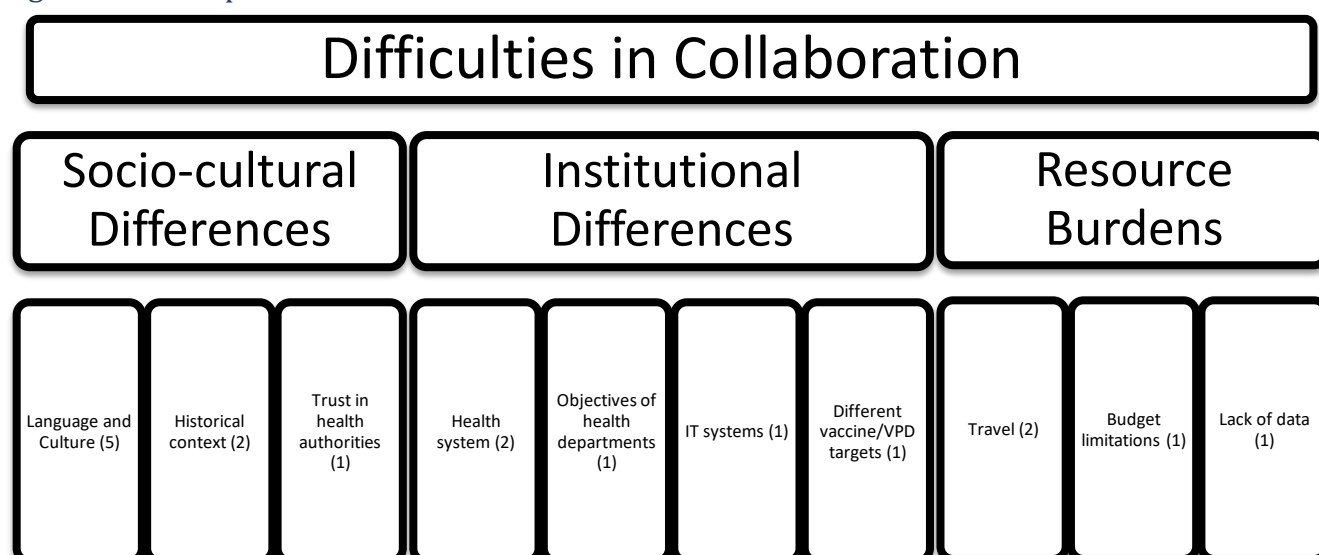 Difficulties in Collaboration
Socio-cultural
Differences
Institutional
Differences
Resource
Burdens
Language and
Culture (5)
Historical
context (2)
Trust in
health
authorities
(1)
Health
system (2)
Objectives of
health
departments
(1)
IT systems (1)
Different
vaccine/VPD
targets (1)
Travel (2)
Budget
limitations (1)
Lack of data
(1)